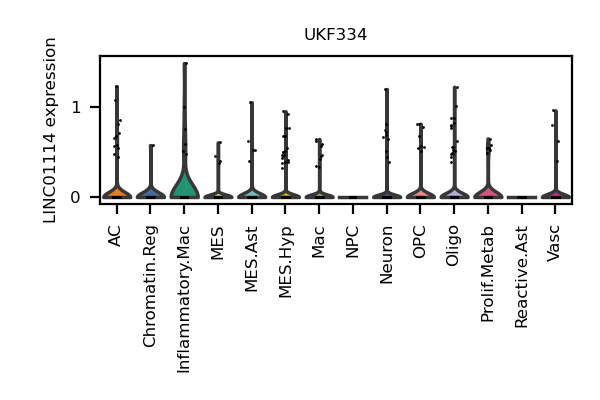 UKF334
LINC01114 expression
1
0
AC
Chromatin.Reg
Inflammatory.Mac
MES
MES.Ast
MES.Hyp
Mac
NPC
Neuron
OPC
Oligo
Prolif.Metab
Reactive.Ast
Vasc